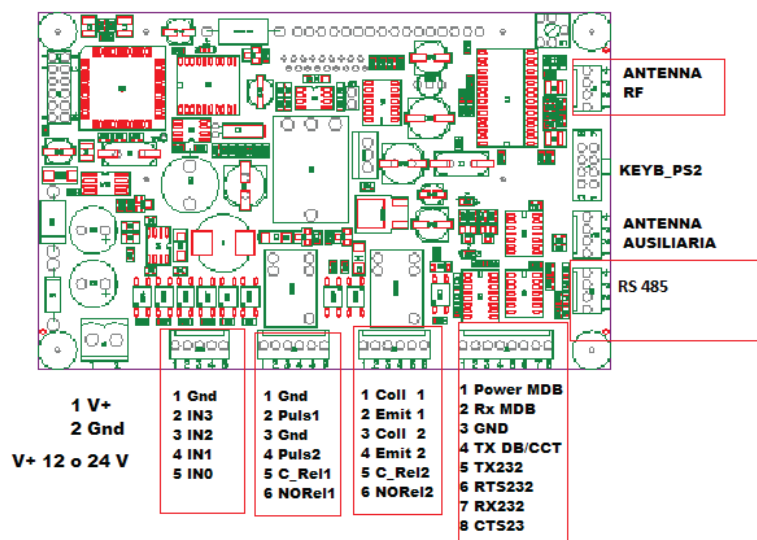 ANTENNA
RF
KEYB_PS2
ANTENNA
AUSILIARIA
RS 485
1 V+
2 Gnd
V+ 12 o 24 V
1 Gnd
2 IN3
3 IN2
4 IN1
5 IN0
1 Gnd
2 Puls1
3 Gnd
4 Puls2
5 C_Rel1
6 NORel1
1 Coll 1
2 Emit 1
3 Coll 2
4 Emit 2
5 C_Rel2
6 NORel2
1 Power MDB
2 Rx MDB
3 GND
4 TX DB/CCT
5 TX232
6 RTS232
7 RX232
8 CTS23